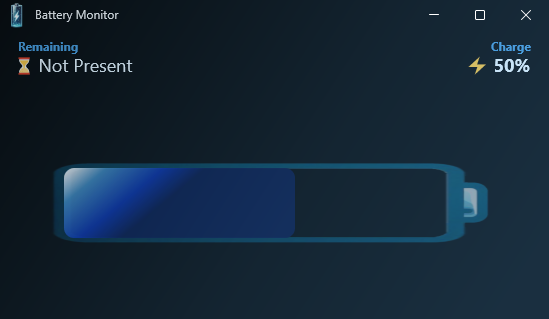 Battery Monitor
Remaining Charge
⏳ Not Present ⚡ 50%